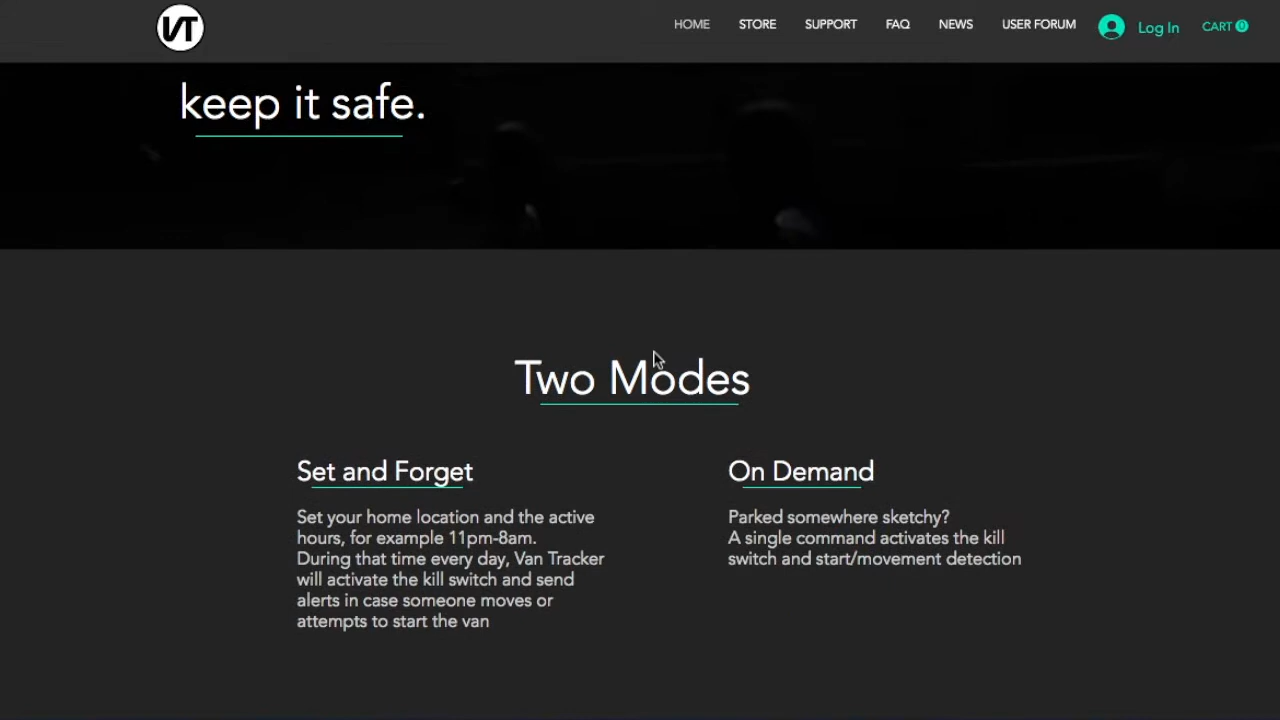 VT
HOME STORE SUPPORT FAQ NEWS USER FORUM Log In CART 0
keep it safe.
Two Modes
Set and Forget
Set your home location and the active
hours, for example 11pm-8am.
During that time every day, Van Tracker
will activate the kill switch and send
alerts in case someone moves or
attempts to start the van
On Demand
Parked somewhere sketchy?
A single command activates the kill
switch and start/movement detection